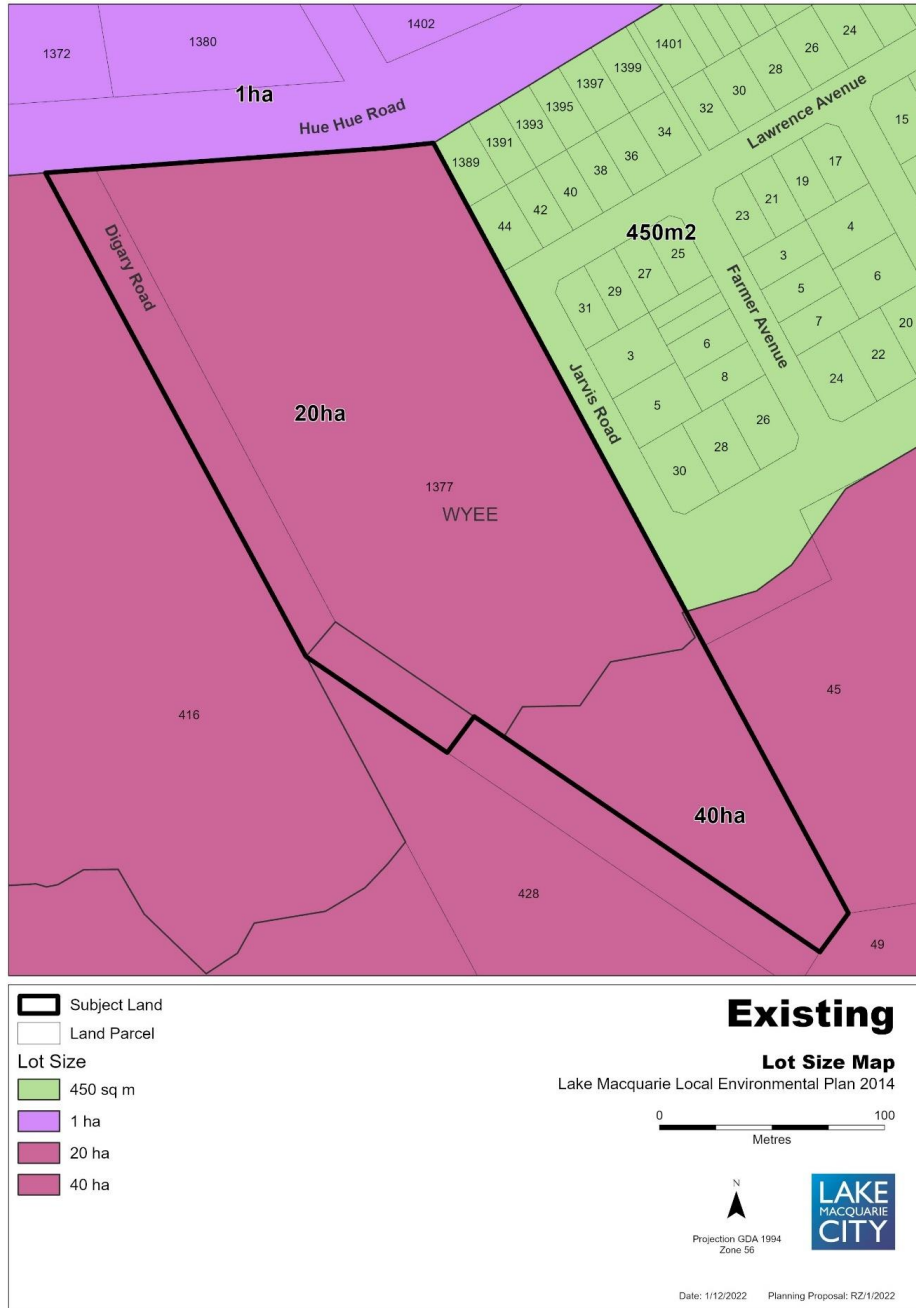 1402
1372
1380
1ha
Hue Hue Road
24
26
28
30
32
1401
1399
1397
1395
1393
1391
1389
Lawrence Avenue
15
34
36
38
40
42
44
17
19
21
23
450m2
25
27
29
31
4
3
5
6
7
Farmer Avenue
20
22
24
3
6
8
5
26
28
30
Jarvis Road
Digary Road
20ha
1377
WYEE
416
45
40ha
428
49
Subject Land
Land Parcel
Lot Size
450 sq m
1 ha
20 ha
40 ha
Existing
Lot Size Map
Lake Macquarie Local Environmental Plan 2014
0 100
Metres
N
Projection GDA 1994
Zone 56
LAKE
MACQUARIE
CITY
Date: 1/12/2022 Planning Proposal: RZ/1/2022